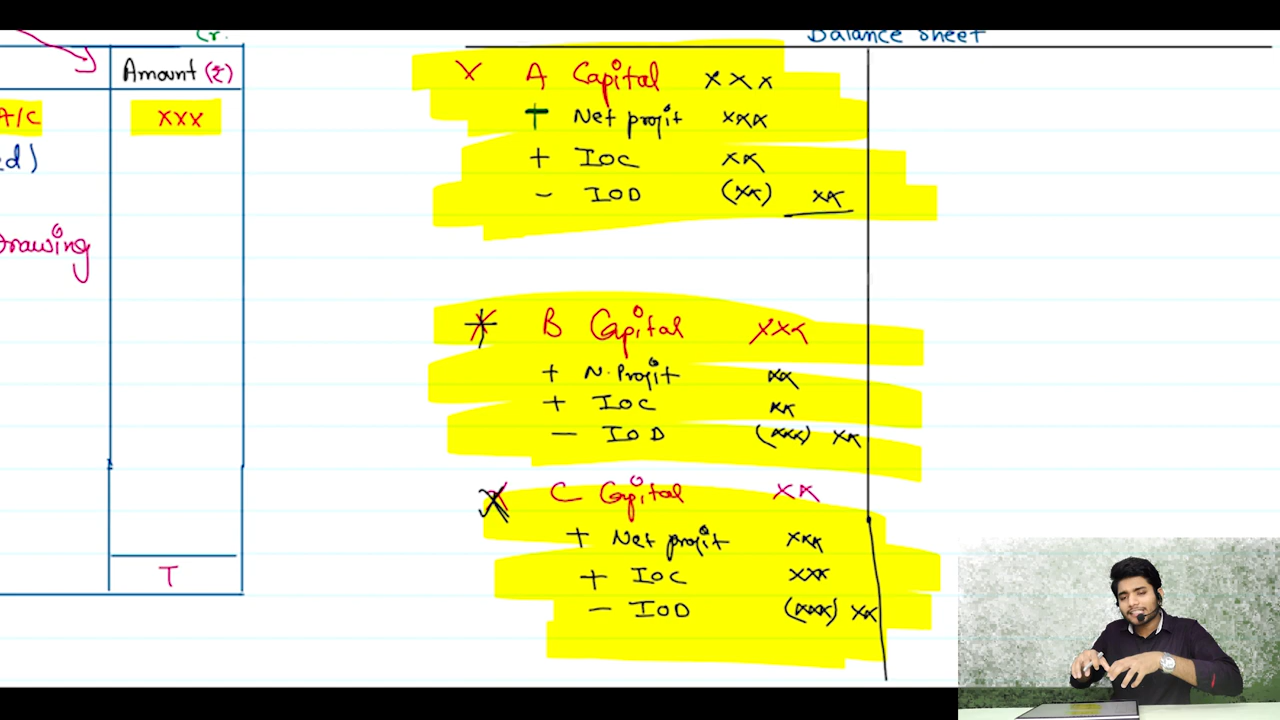 Cr.
Amount (₹)
A/C
XXX
ed)
Drawing
T
Balance Sheet
X A Capital XXX
+ Net profit XXX
+ IOC XX
- IOD (XX) XX
B Capital XXX
+ N. Profit XX
+ IOC XX
- IOD (XXX) XX
C Capital XX
+ Net profit XXX
+ IOC XXX
- IOD (XXX) XX